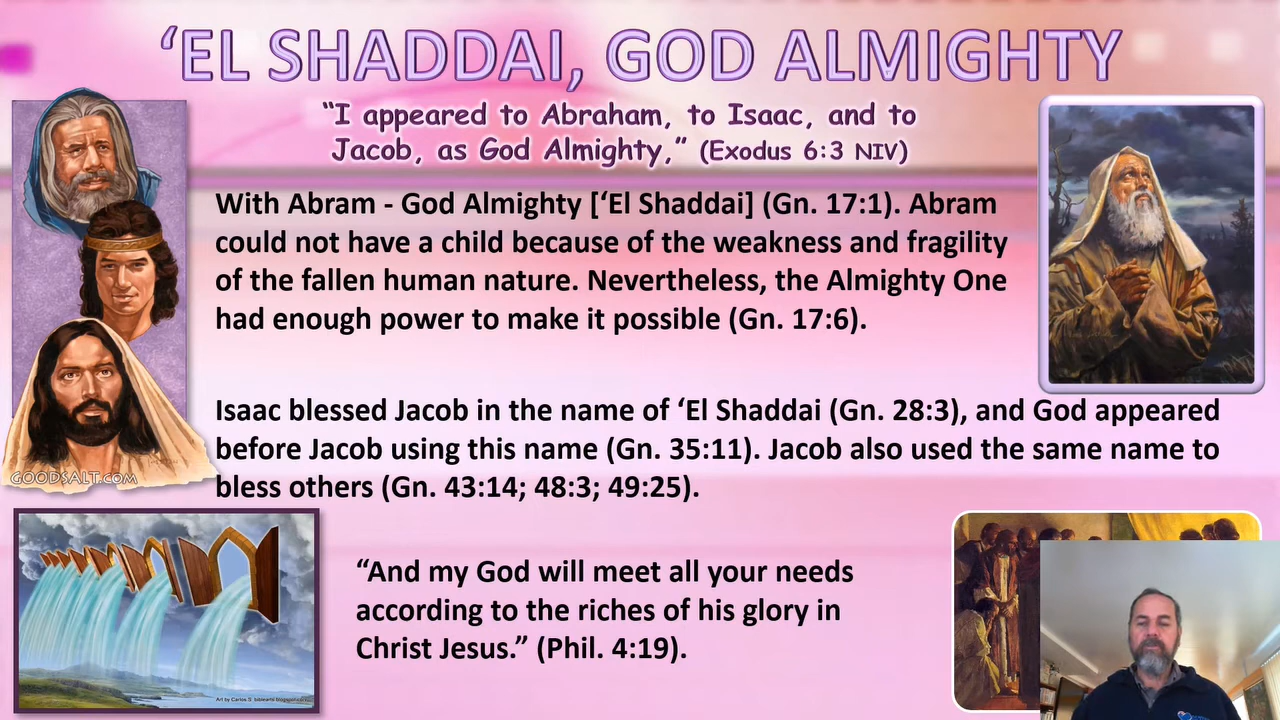 ‘EL SHADDAI, GOD ALMIGHTY
“I appeared to Abraham, to Isaac, and to
Jacob, as God Almighty,” (Exodus 6:3 NIV)
With Abram - God Almighty [‘El Shaddai] (Gn. 17:1). Abram
could not have a child because of the weakness and fragility
of the fallen human nature. Nevertheless, the Almighty One
had enough power to make it possible (Gn. 17:6).
Isaac blessed Jacob in the name of ‘El Shaddai (Gn. 28:3), and God appeared
before Jacob using this name (Gn. 35:11). Jacob also used the same name to
bless others (Gn. 43:14; 48:3; 49:25).
GOODSALT.COM
“And my God will meet all your needs
according to the riches of his glory in
Christ Jesus.” (Phil. 4:19).
Art by Carlos S.